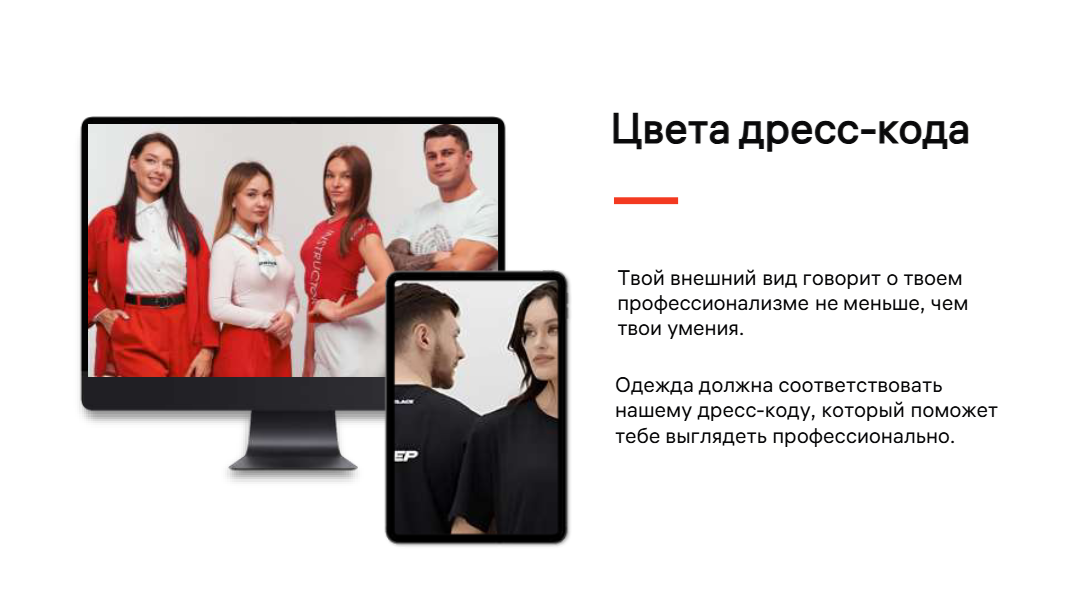 Цвета дресс-кода
Твой внешний вид говорит о твоем
профессионализме не меньше, чем
твои умения.
Одежда должна соответствовать
нашему дресс-коду, который поможет
тебе выглядеть профессионально.
INSTRUCTOR
BLACK
EP